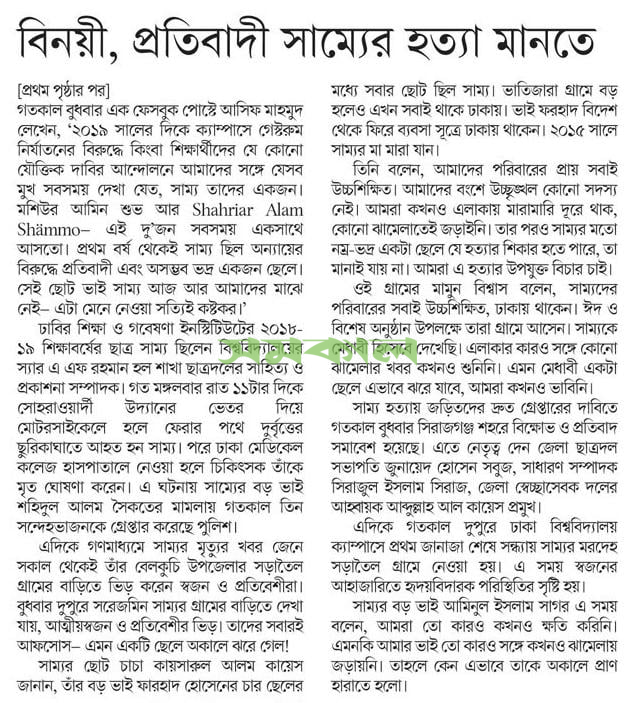 বিনয়ী, প্রতিবাদী সাম্যের হত্যা মানতে
[প্রথম পৃষ্ঠার পর]
গতকাল বুধবার এক ফেসবুক পোস্টে আসিফ মাহমুদ
লেখেন, ‘২০১৯ সালের দিকে ক্যাম্পাসে গেস্টরুম
নির্যাতনের বিরুদ্ধে কিংবা শিক্ষার্থীদের যে কোনো
যৌক্তিক দাবির আন্দোলনে আমাদের সঙ্গে যেসব
মুখ সবসময় দেখা যেত, সাম্য তাদের একজন।
মশিউর আমিন শুভ আর Shahriar Alam
Shämmo– এই দু’জন সবসময় একসাথে
আসতো। প্রথম বর্ষ থেকেই সাম্য ছিল অন্যায়ের
বিরুদ্ধে প্রতিবাদী এবং অসম্ভব ভদ্র একজন ছেলে।
সেই ছোট ভাই সাম্য আজ আর আমাদের মাঝে
নেই– এটা মেনে নেওয়া সত্যিই কষ্টকর।’
ঢাবির শিক্ষা ও গবেষণা ইনস্টিটিউটের ২০১৮-
১৯ শিক্ষাবর্ষের ছাত্র সাম্য ছিলেন বিশ্ববিদ্যালয়ের
স্যার এ এফ রহমান হল শাখা ছাত্রদলের সাহিত্য ও
প্রকাশনা সম্পাদক। গত মঙ্গলবার রাত ১১টার দিকে
সোহরাওয়ার্দী উদ্যানের ভেতর দিয়ে
মোটরসাইকেলে হলে ফেরার পথে দুর্বৃত্তের
ছুরিকাঘাতে আহত হন সাম্য। পরে ঢাকা মেডিকেল
কলেজ হাসপাতালে নেওয়া হলে চিকিৎসক তাঁকে
মৃত ঘোষণা করেন। এ ঘটনায় সাম্যের বড় ভাই
শহিদুল আলম সৈকতের মামলায় গতকাল তিন
সন্দেহভাজনকে গ্রেপ্তার করেছে পুলিশ।
এদিকে গণমাধ্যমে সাম্যর মৃত্যুর খবর জেনে
সকাল থেকেই তাঁর বেলকুচি উপজেলার সড়াতৈল
গ্রামের বাড়িতে ভিড় করেন স্বজন ও প্রতিবেশীরা।
বুধবার দুপুরে সরেজমিন সাম্যর গ্রামের বাড়িতে দেখা
যায়, আত্মীয়স্বজন ও প্রতিবেশীর ভিড়। তাদের সবারই
আফসোস– এমন একটি ছেলে অকালে ঝরে গেল!
সাম্যর ছোট চাচা কায়সারুল আলম কায়েস
জানান, তাঁর বড় ভাই ফারহাদ হোসেনের চার ছেলের
মধ্যে সবার ছোট ছিল সাম্য। ভাতিজারা গ্রামে বড়
হলেও এখন সবাই থাকে ঢাকায়। ভাই ফরহাদ বিদেশ
থেকে ফিরে ব্যবসা সূত্রে ঢাকায় থাকেন। ২০১৫ সালে
সাম্যর মা মারা যান।
তিনি বলেন, আমাদের পরিবারের প্রায় সবাই
উচ্চশিক্ষিত। আমাদের বংশে উচ্ছৃঙ্খল কোনো সদস্য
নেই। আমরা কখনও এলাকায় মারামারি দূরে থাক,
কোনো ঝামেলাতেই জড়াইনি। তার পরও সাম্যর মতো
নম্র-ভদ্র একটা ছেলে যে হত্যার শিকার হতে পারে, তা
মানাই যায় না। আমরা এ হত্যার উপযুক্ত বিচার চাই।
ওই গ্রামের মামুন বিশ্বাস বলেন, সাম্যদের
পরিবারের সবাই উচ্চশিক্ষিত, ঢাকায় থাকেন। ঈদ ও
বিশেষ অনুষ্ঠান উপলক্ষে তারা গ্রামে আসেন। সাম্যকে
মেধাবী হিসেবে দেখেছি। এলাকার কারও সঙ্গে কোনো
ঝামেলার খবর কখনও শুনিনি। এমন মেধাবী একটা
ছেলে এভাবে ঝরে যাবে, আমরা কখনও ভাবিনি।
সাম্য হত্যায় জড়িতদের দ্রুত গ্রেপ্তারের দাবিতে
গতকাল বুধবার সিরাজগঞ্জ শহরে বিক্ষোভ ও প্রতিবাদ
সমাবেশ হয়েছে। এতে নেতৃত্ব দেন জেলা ছাত্রদল
সভাপতি জুনায়েদ হোসেন সবুজ, সাধারণ সম্পাদক
সিরাজুল ইসলাম সিরাজ, জেলা স্বেচ্ছাসেবক দলের
আহ্বায়ক আব্দুল্লাহ আল কায়েস প্রমুখ।
এদিকে গতকাল দুপুরে ঢাকা বিশ্ববিদ্যালয়
ক্যাম্পাসে প্রথম জানাজা শেষে সন্ধ্যায় সাম্যর মরদেহ
সড়াতৈল গ্রামে নেওয়া হয়। এ সময় স্বজনের
আহাজারিতে হৃদয়বিদারক পরিস্থিতির সৃষ্টি হয়।
সাম্যর বড় ভাই আমিনুল ইসলাম সাগর এ সময়
বলেন, আমরা তো কারও কখনও ক্ষতি করিনি।
এমনকি আমার ভাই তো কারও সঙ্গে কখনও ঝামেলায়
জড়ায়নি। তাহলে কেন এভাবে তাকে অকালে প্রাণ
হারাতে হলো।
সমকাল